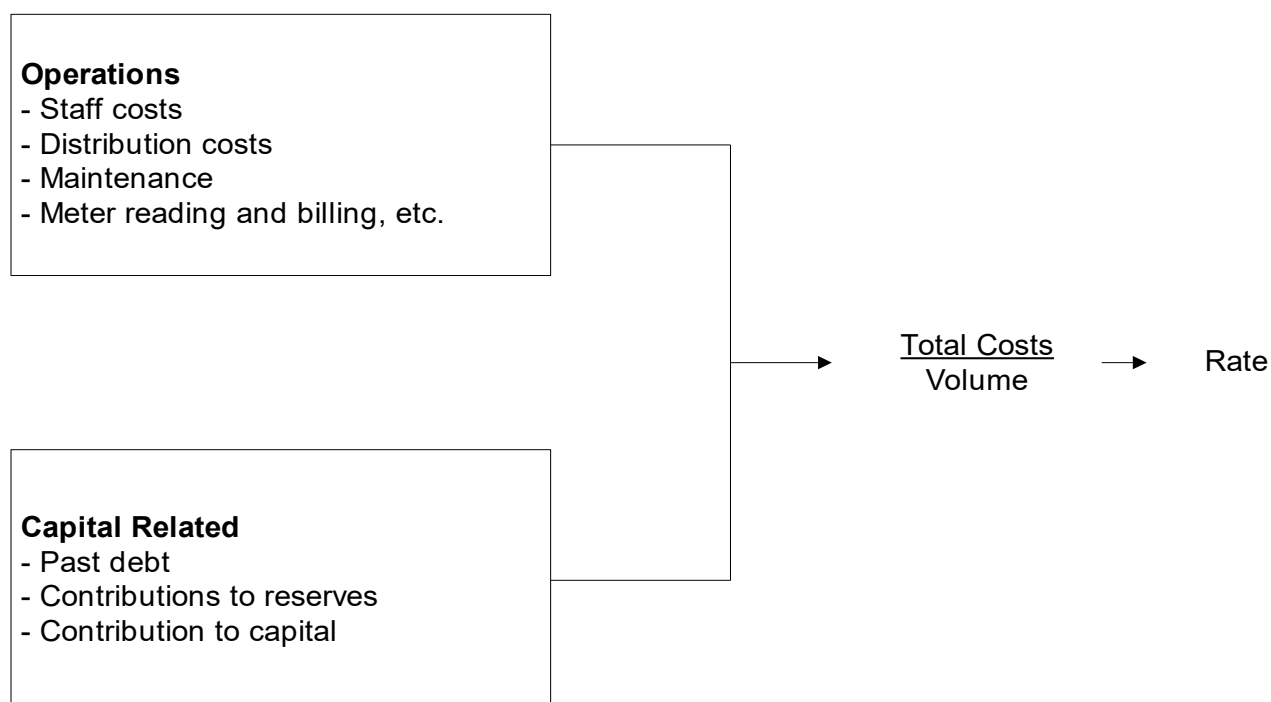 Operations
- Staff costs
- Distribution costs
- Maintenance
- Meter reading and billing, etc.
Total Costs
Volume
Rate
Capital Related
- Past debt
- Contributions to reserves
- Contribution to capital